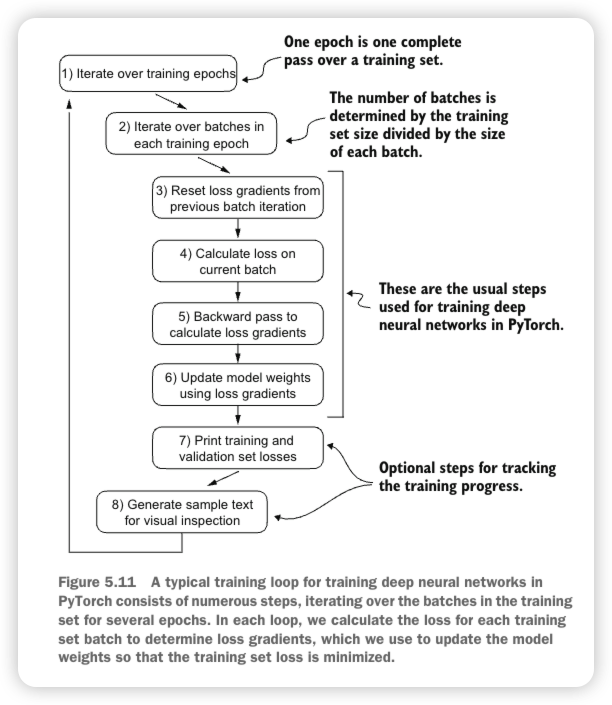 One epoch is one complete
pass over a training set.
1) Iterate over training epochs
The number of batches is
determined by the training
set size divided by the size
of each batch.
2) Iterate over batches in
each training epoch
3) Reset loss gradients from
previous batch iteration
4) Calculate loss on
current batch
These are the usual steps
used for training deep
neural networks in PyTorch.
5) Backward pass to
calculate loss gradients
6) Update model weights
using loss gradients
7) Print training and
validation set losses
Optional steps for tracking
the training progress.
8) Generate sample text
for visual inspection
Figure 5.11 A typical training loop for training deep neural networks in
PyTorch consists of numerous steps, iterating over the batches in the training
set for several epochs. In each loop, we calculate the loss for each training
set batch to determine loss gradients, which we use to update the model
weights so that the training set loss is minimized.